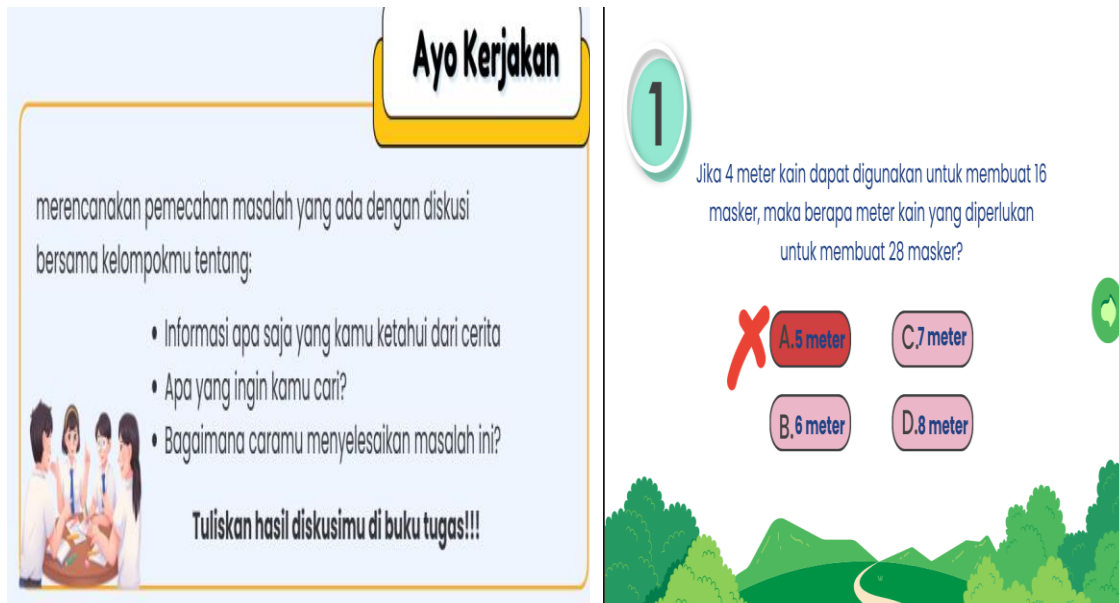 Ayo Kerjakan
merencanakan pemecahan masalah yang ada dengan diskusi
bersama kelompokmu tentang:
• Informasi apa saja yang kamu ketahui dari cerita
• Apa yang ingin kamu cari?
• Bagaimana caramu menyelesaikan masalah ini?
Tuliskan hasil diskusimu di buku tugas!!!
1
Jika 4 meter kain dapat digunakan untuk membuat 16
masker, maka berapa meter kain yang diperlukan
untuk membuat 28 masker?
A.5 meter
C.7 meter
B.6 meter
D.8 meter